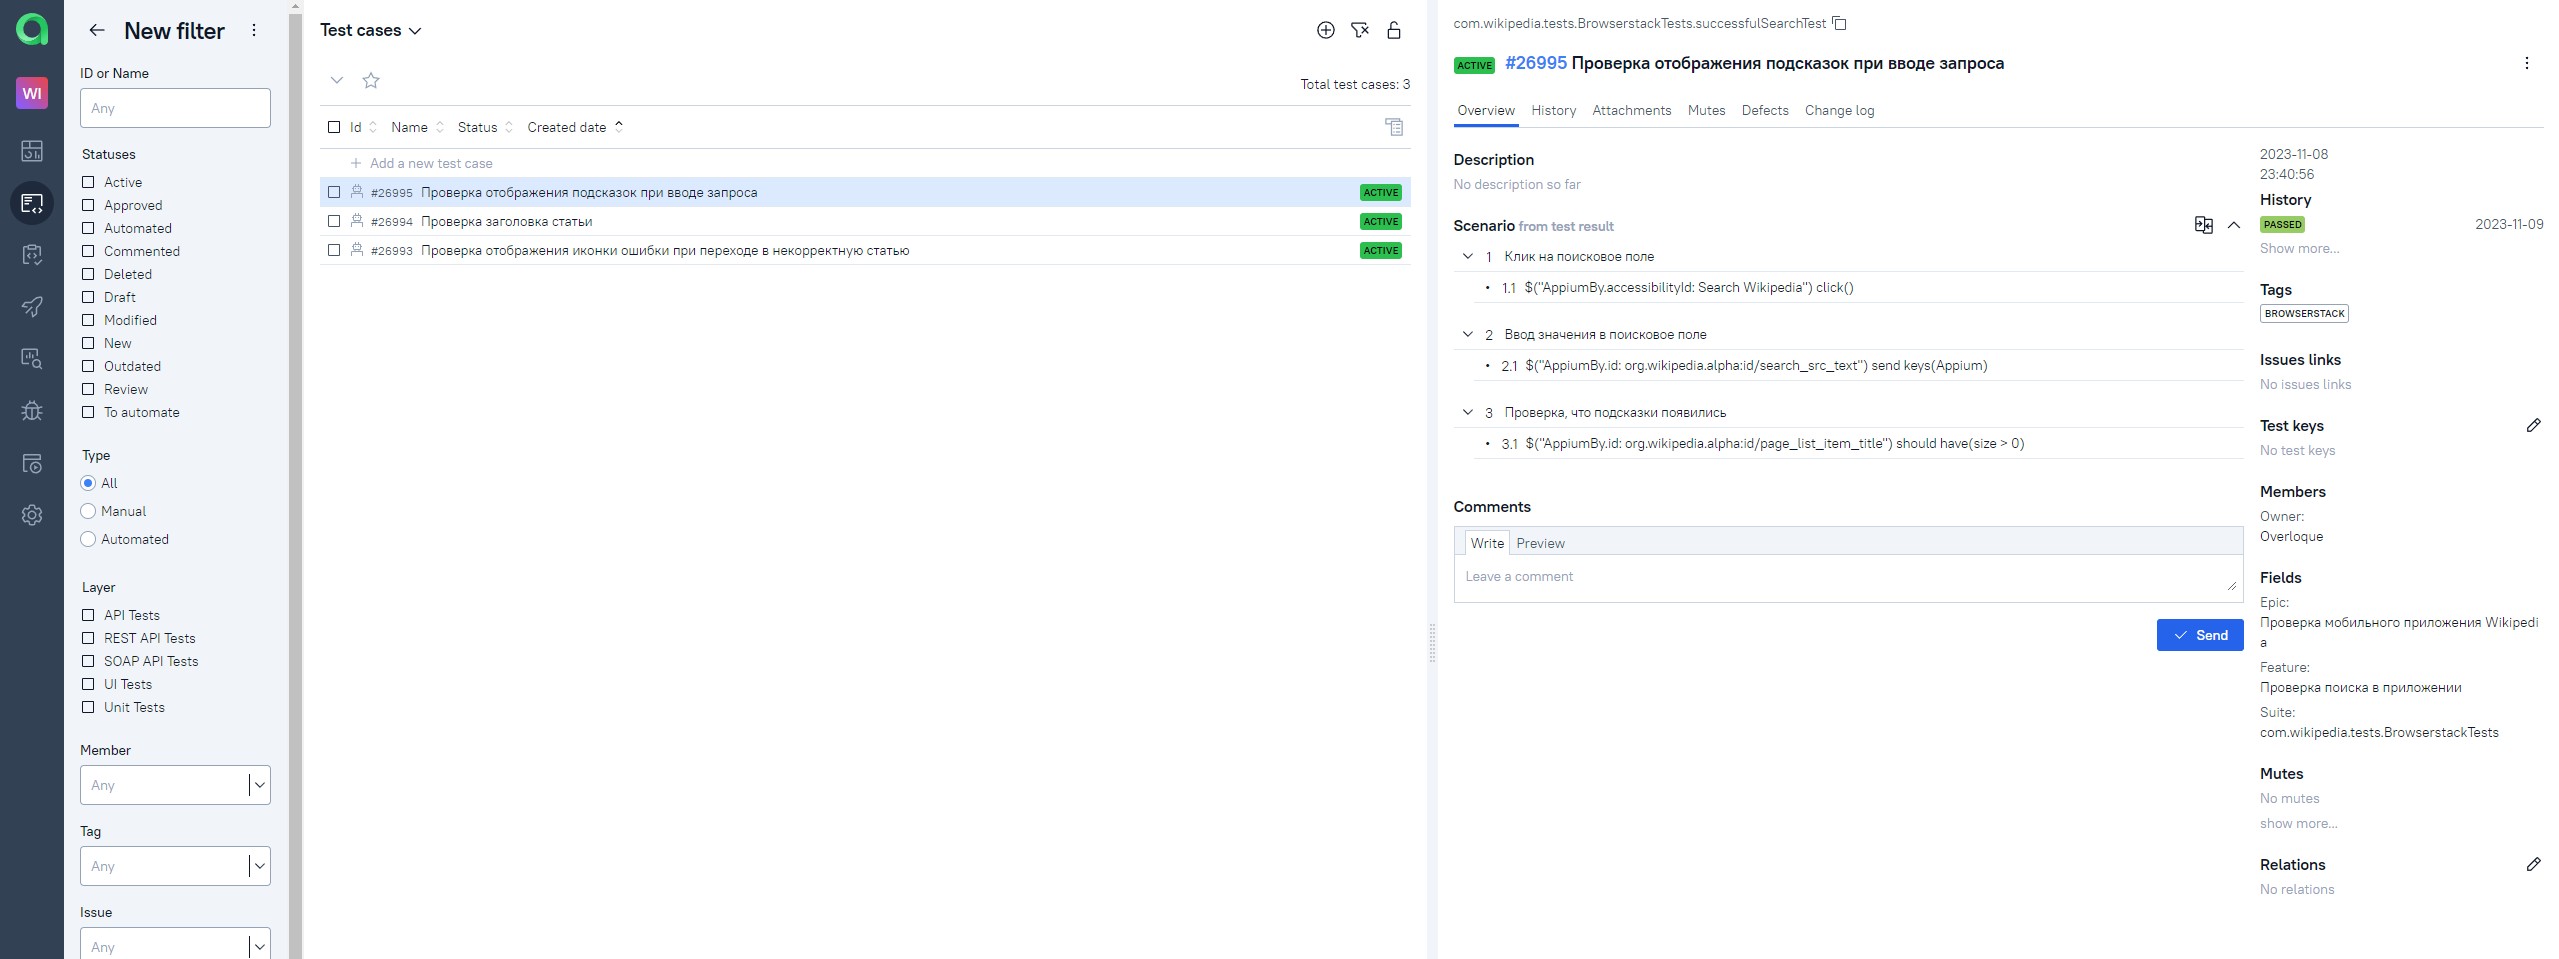 WI
New filter
ID or Name
Any
Statuses
Active
Approved
Automated
Commented
Deleted
Draft
Modified
New
Outdated
Review
To automate
Type
All
Manual
Automated
Layer
API Tests
REST API Tests
SOAP API Tests
UI Tests
Unit Tests
Member
Any
Tag
Any
Issue
Any
Test cases
Total test cases: 3
Id Name Status Created date
Add a new test case
#26995 Проверка отображения подсказок при вводе запроса ACTIVE
#26994 Проверка заголовка статьи ACTIVE
#26993 Проверка отображения иконки ошибки при переходе в некорректную статью ACTIVE
com.wikipedia.tests.BrowserstackTests.successfulSearchTest
ACTIVE #26995 Проверка отображения подсказок при вводе запроса
Overview History Attachments Mutes Defects Change log
Description
No description so far
Scenario from test result
1 Клик на поисковое поле
• 1.1 $("AppiumBy.accessibilityId: Search Wikipedia") click()
2 Ввод значения в поисковое поле
• 2.1 $("AppiumBy.id: org.wikipedia.alpha:id/search_src_text") send keys(Appium)
3 Проверка, что подсказки появились
• 3.1 $("AppiumBy.id: org.wikipedia.alpha:id/page_list_item_title") should have(size > 0)
Comments
Write Preview
Leave a comment
Send
2023-11-08
23:40:56
History
PASSED 2023-11-09
Show more...
Tags
BROWSERSTACK
Issues links
No issues links
Test keys
No test keys
Members
Owner:
Overloque
Fields
Epic:
Проверка мобильного приложения Wikipedi
a
Feature:
Проверка поиска в приложении
Suite:
com.wikipedia.tests.BrowserstackTests
Mutes
No mutes
show more...
Relations
No relations